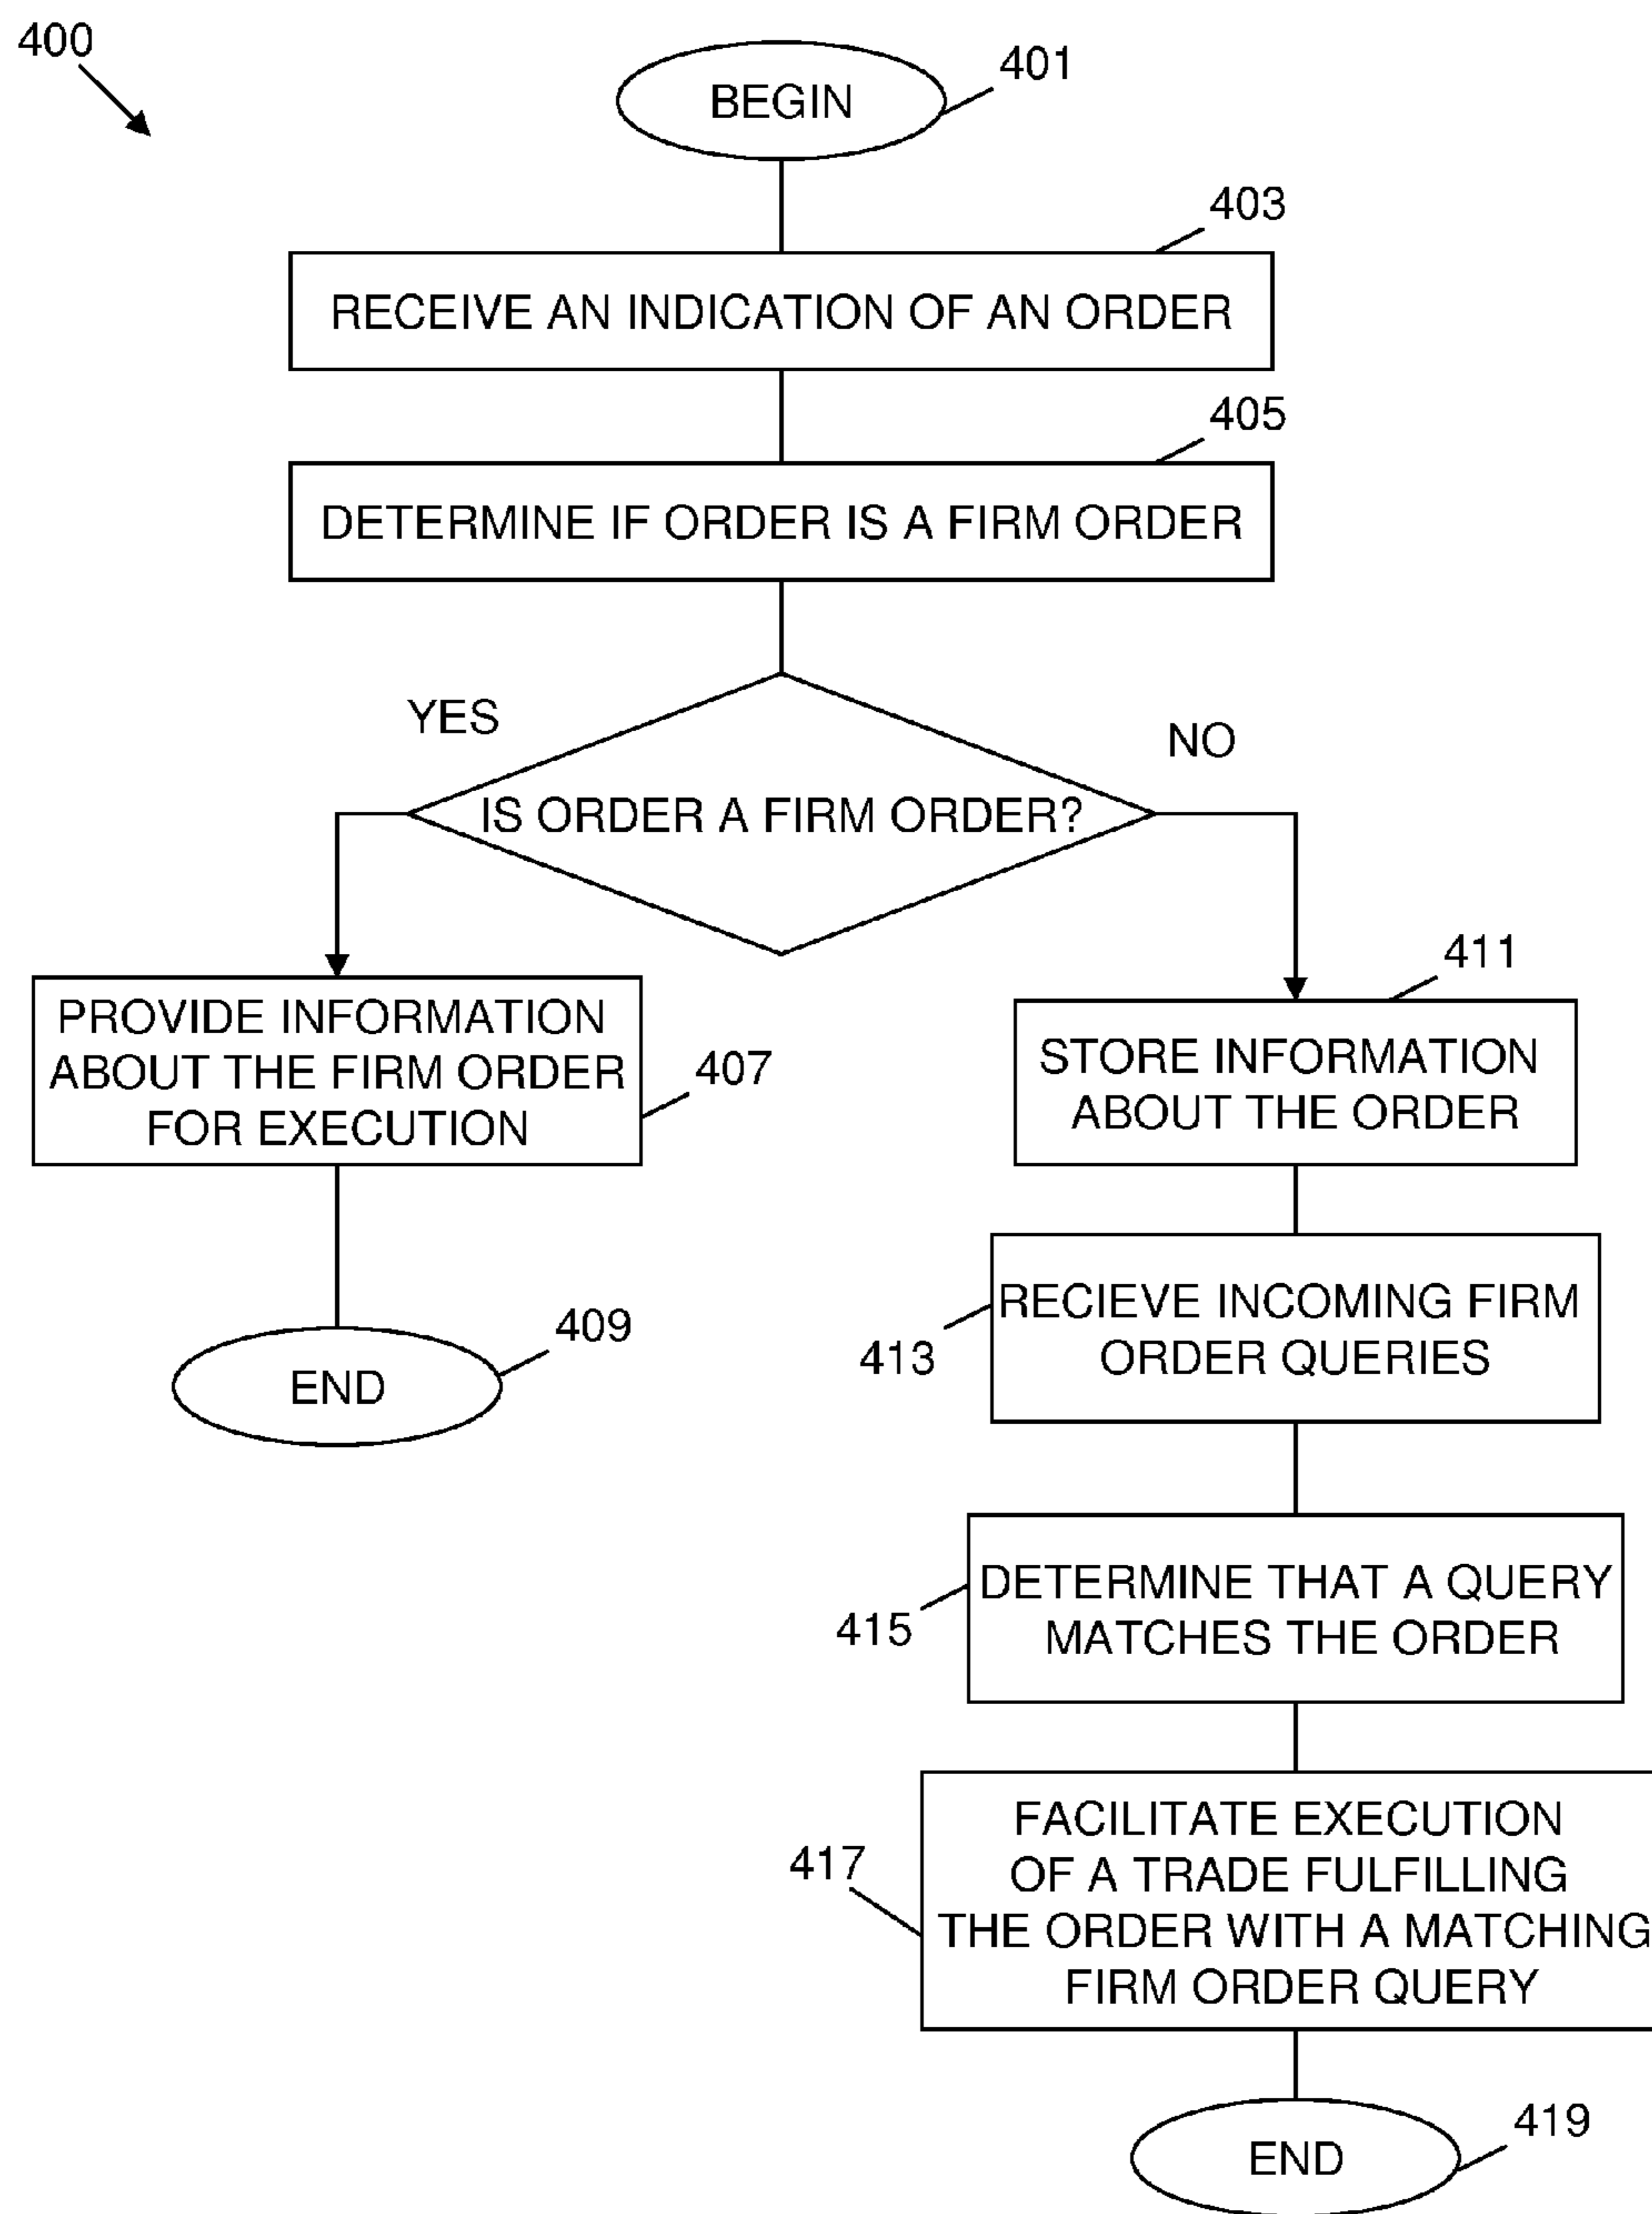 400
BEGIN
401
403
RECEIVE AN INDICATION OF AN ORDER
405
DETERMINE IF ORDER IS A FIRM ORDER
YES
NO
IS ORDER A FIRM ORDER?
PROVIDE INFORMATION
ABOUT THE FIRM ORDER
FOR EXECUTION
407
END
409
411
STORE INFORMATION
ABOUT THE ORDER
RECIEVE INCOMING FIRM
ORDER QUERIES
413
DETERMINE THAT A QUERY
MATCHES THE ORDER
415
FACILITATE EXECUTION
OF A TRADE FULFILLING
THE ORDER WITH A MATCHING
FIRM ORDER QUERY
417
END
419